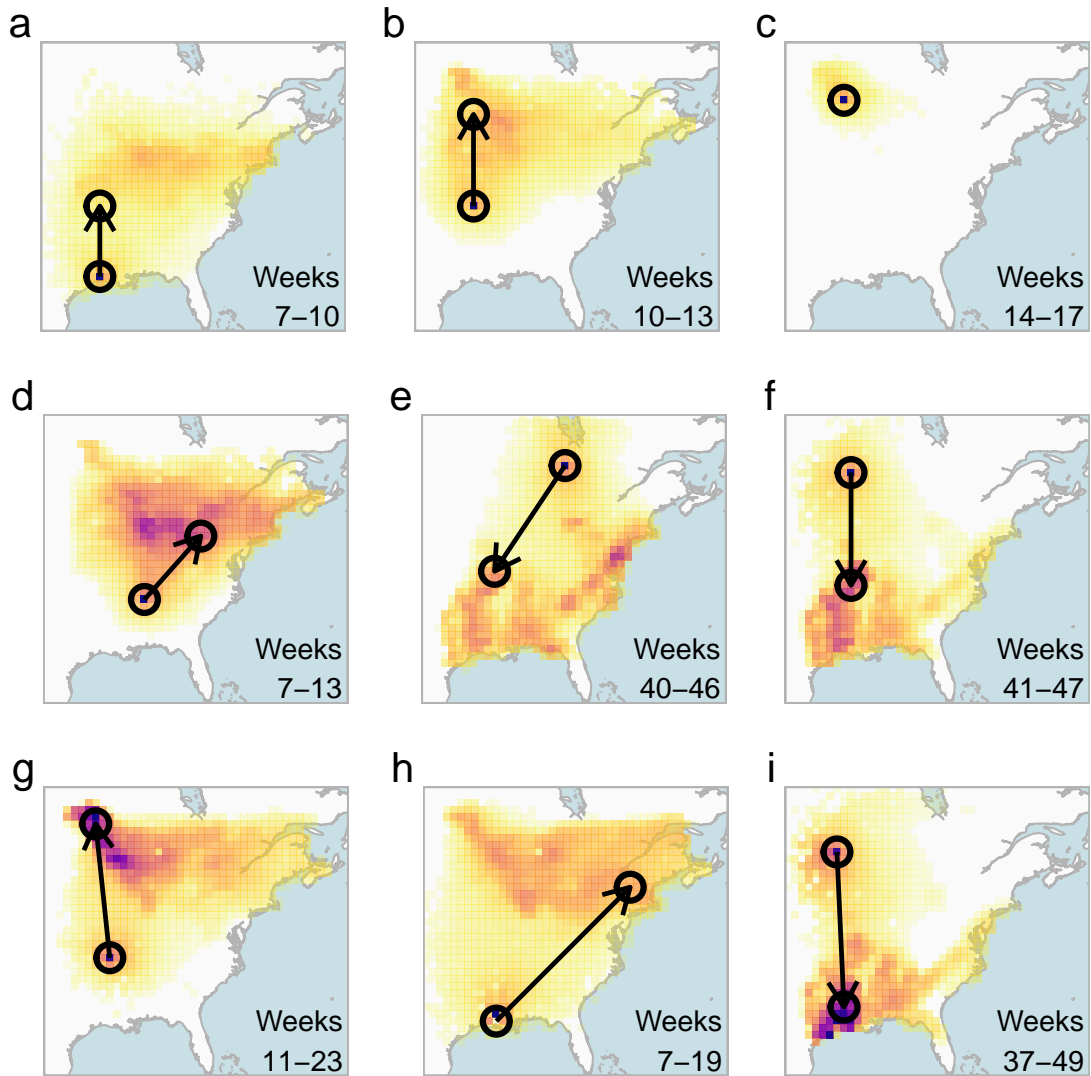 a
Weeks
7–10
b
Weeks
10–13
c
Weeks
14–17
d
Weeks
7–13
e
Weeks
40–46
f
Weeks
41–47
g
Weeks
11–23
h
Weeks
7–19
i
Weeks
37–49